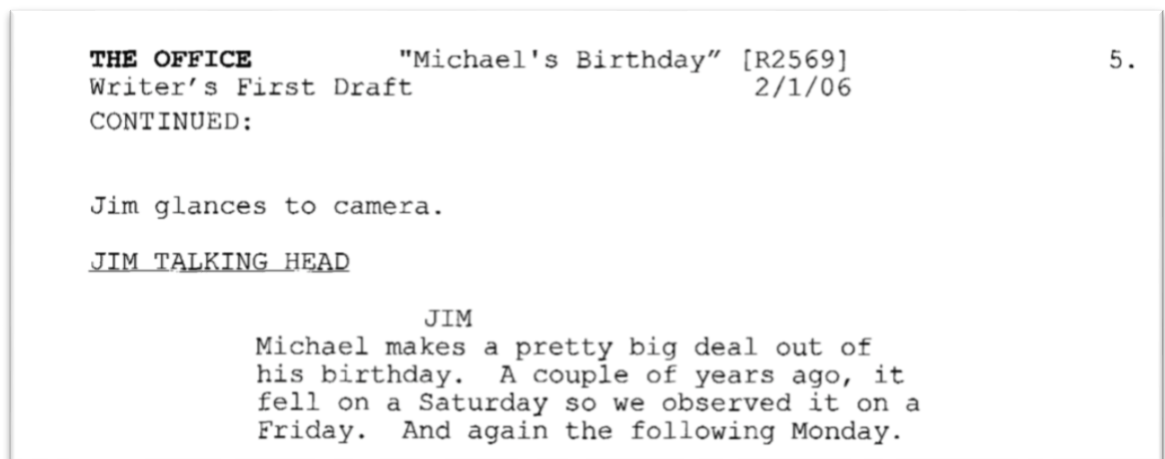 THE OFFICE "Michael's Birthday” [R2569] 5.
Writer’s First Draft 2/1/06
CONTINUED:
Jim glances to camera.
JIM TALKING HEAD
JIM
Michael makes a pretty big deal out of
his birthday. A couple of years ago, it
fell on a Saturday so we observed it on a
Friday. And again the following Monday.